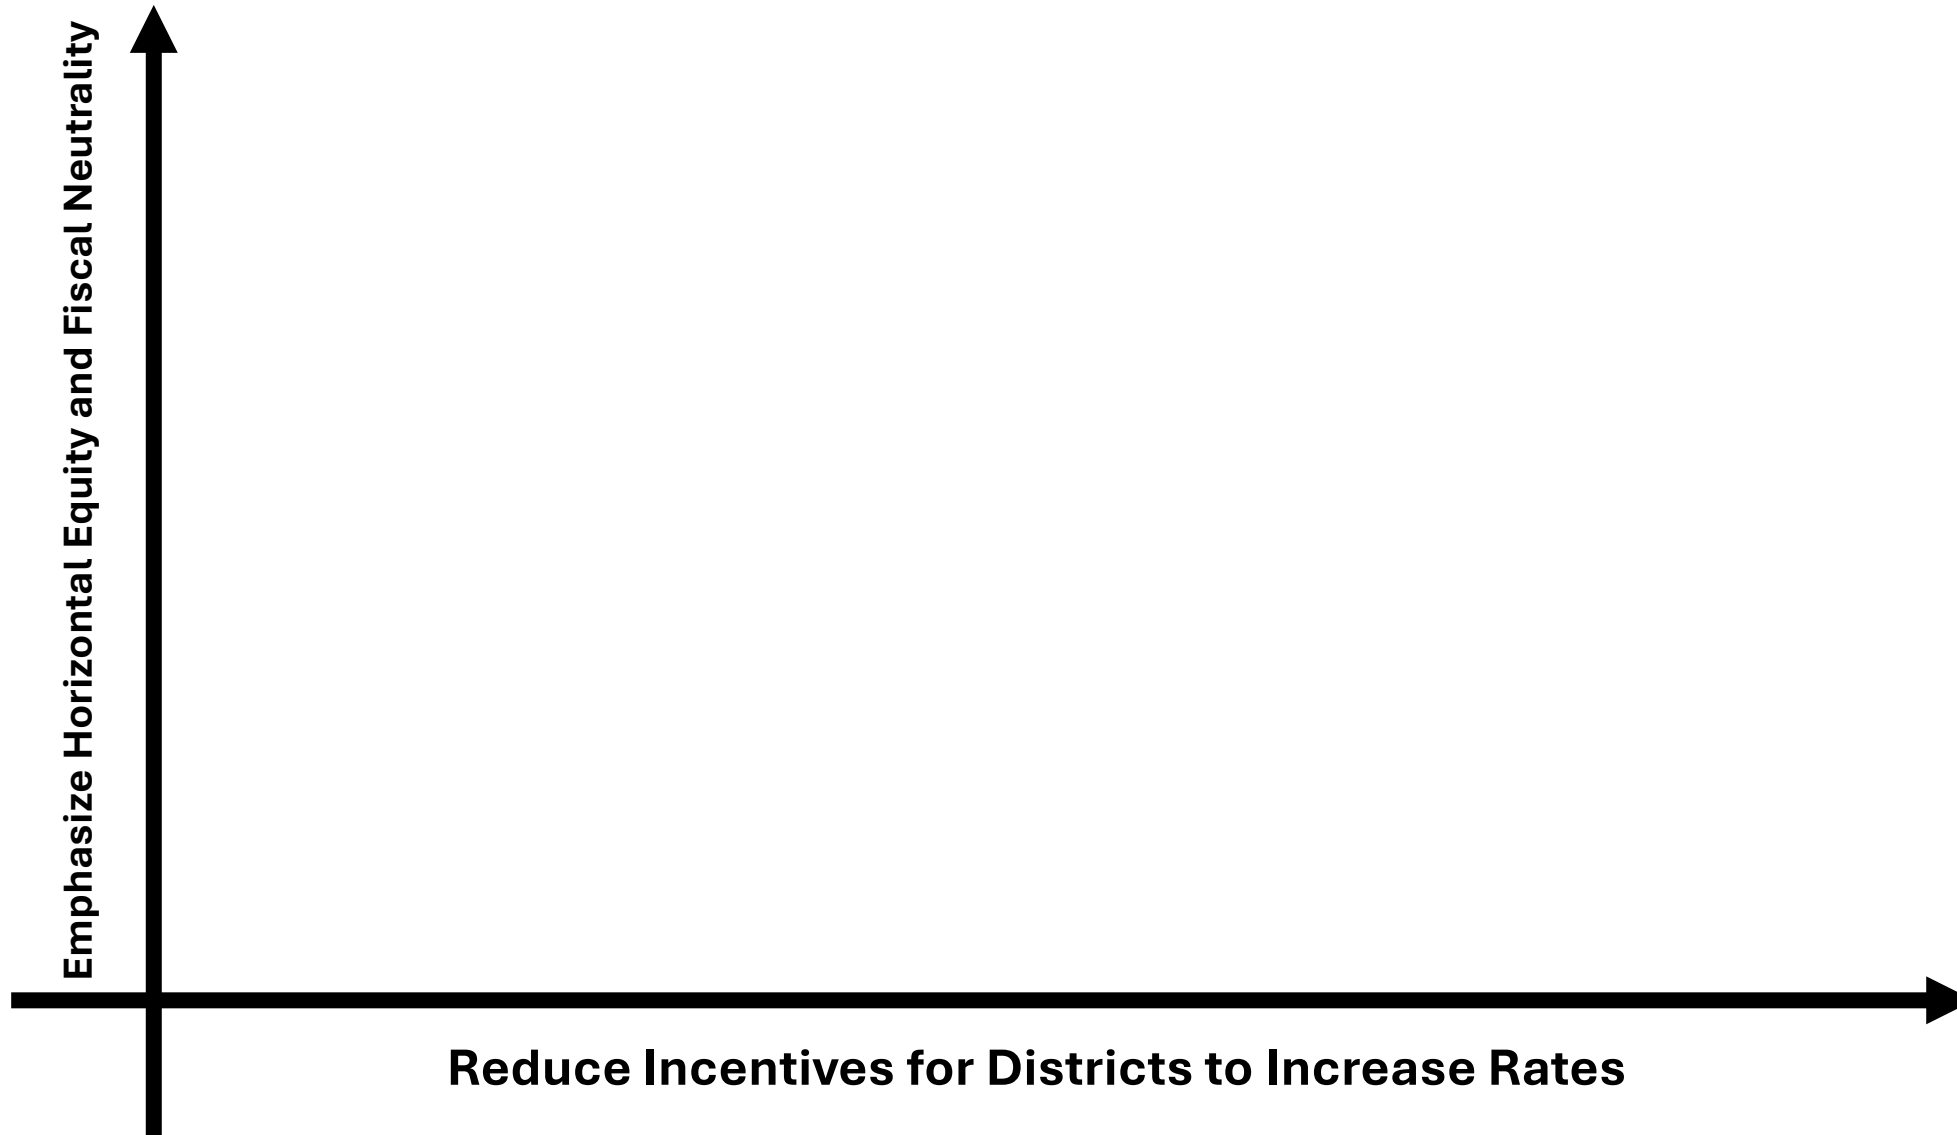 Emphasize Horizontal Equity and Fiscal Neutrality
Reduce Incentives for Districts to Increase Rates